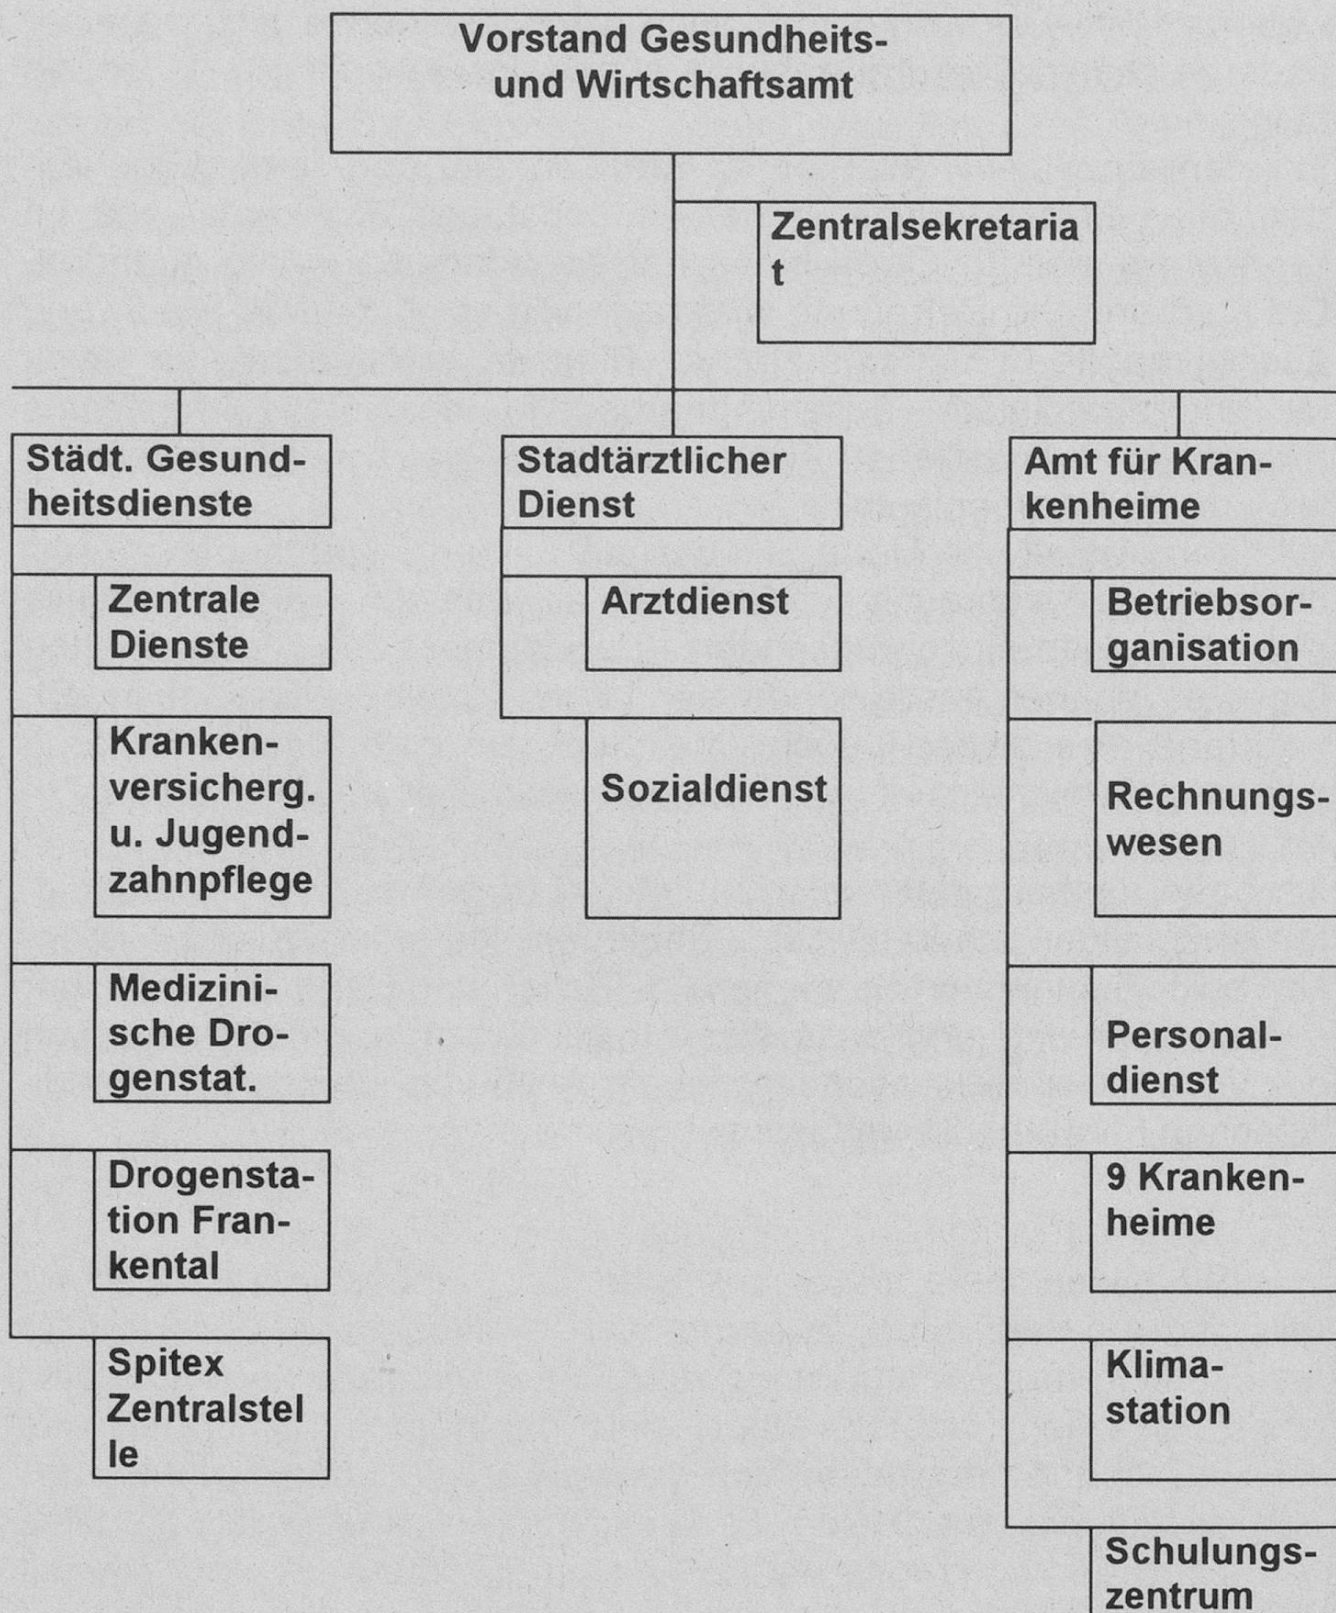 Vorstand Gesundheits-
und Wirtschaftsamt
Zentralsekretaria
t
Städt. Gesund-
heitsdienste
Zentrale
Dienste
Kranken-
versicherg.
u. Jugend-
zahnpflege
Medizini-
sche Dro-
genstat.
Drogensta-
tion Fran-
kental
Spitex
Zentralstel
le
Stadtärztlicher
Dienst
Arztdienst
Sozialdienst
Amt für Kran-
kenheime
Betriebsor-
ganisation
Rechnungs-
wesen
Personal-
dienst
9 Kranken-
heime
Klima-
station
Schulungs-
zentrum